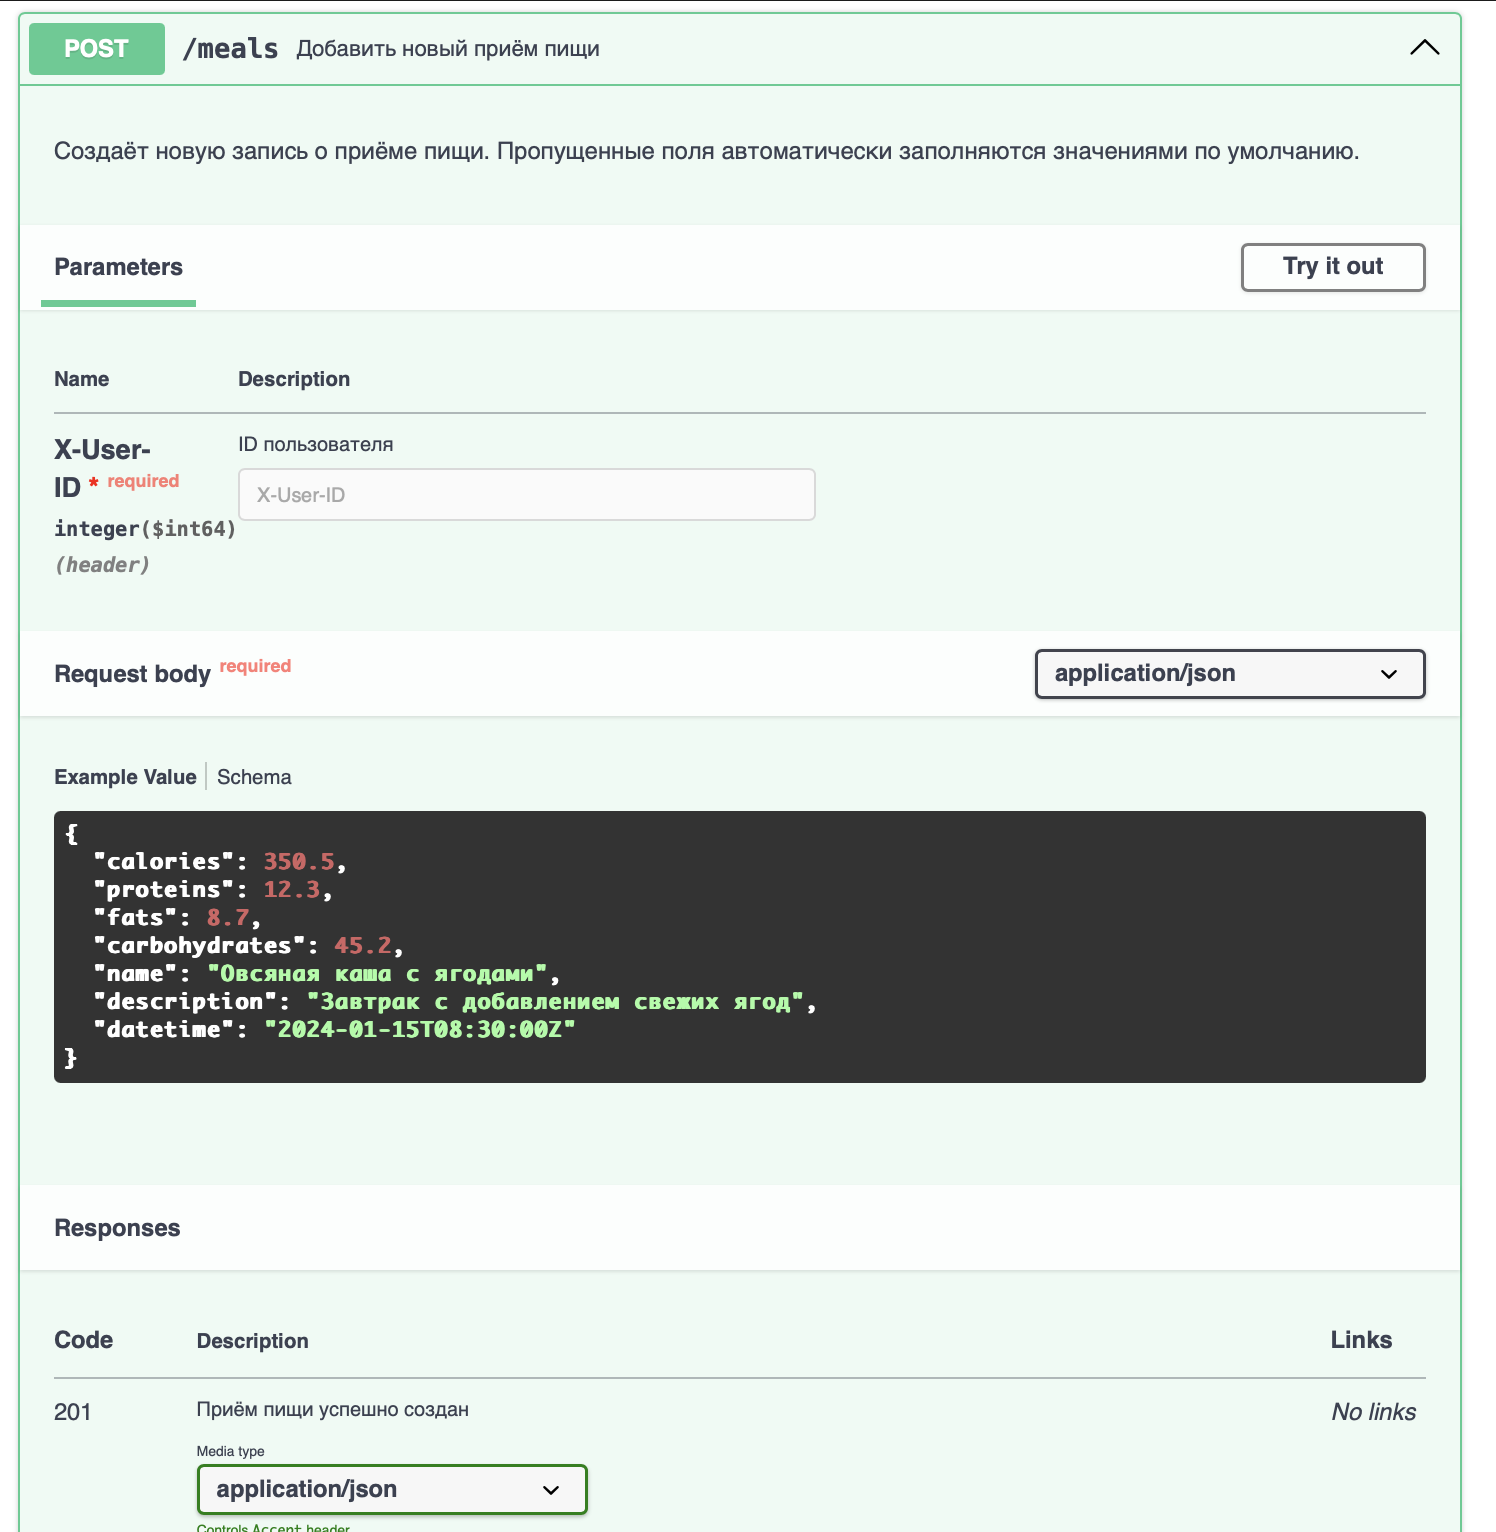 POST /meals Добавить новый приём пищи
Создаёт новую запись о приёме пищи. Пропущенные поля автоматически заполняются значениями по умолчанию.
Parameters
Try it out
Name Description
X-User-
ID * required
integer($int64)
(header)
ID пользователя
X-User-ID
Request body required
application/json
Example Value Schema
{
  "calories": 350.5,
  "proteins": 12.3,
  "fats": 8.7,
  "carbohydrates": 45.2,
  "name": "Овсяная каша с ягодами",
  "description": "Завтрак с добавлением свежих ягод",
  "datetime": "2024-01-15T08:30:00Z"
}
Responses
Code Description Links
201 Приём пищи успешно создан No links
Media type
application/json
Controls Accept header